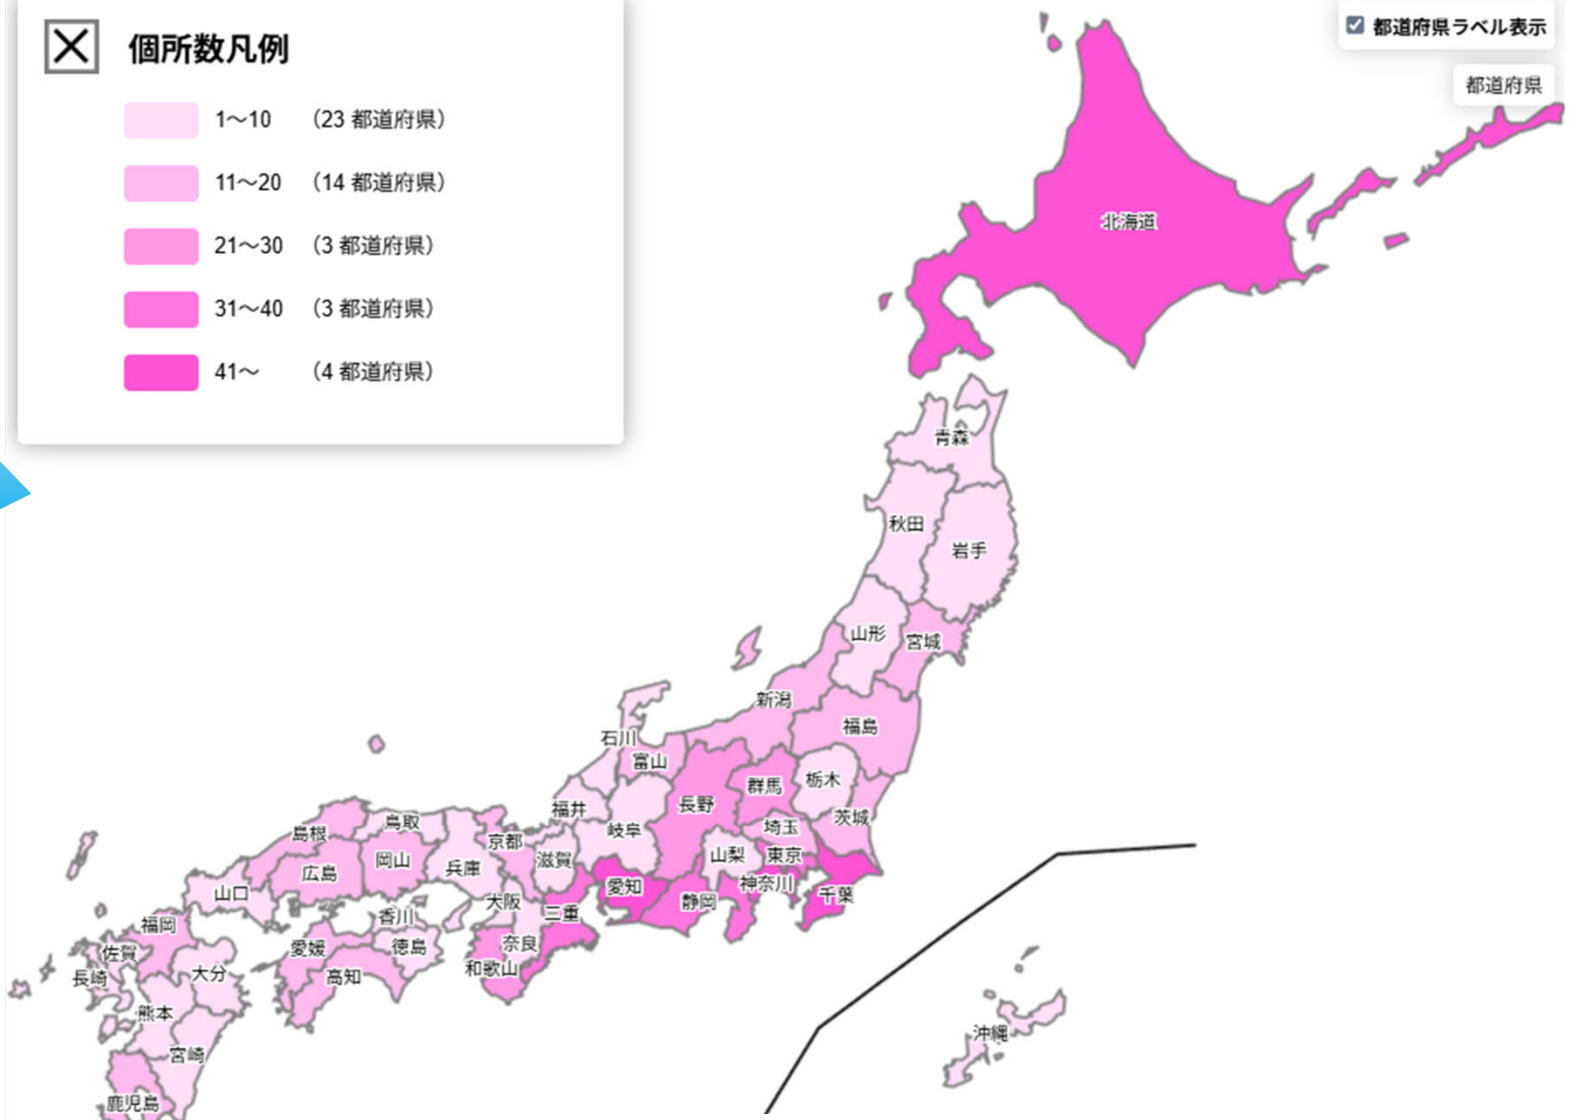 個所数凡例
1～10 （23 都道府県）
11～20 （14 都道府県）
21～30 （3 都道府県）
31～40 （3 都道府県）
41～ （4 都道府県）
都道府県ラベル表示
都道府県
北海道
青森
秋田
岩手
山形
宮城
新潟
福島
石川
富山
群馬
栃木
長野
福井
茨城
岐阜
埼玉
島根
鳥取
京都
山梨
東京
岡山
兵庫
滋賀
広島
神奈川
愛知
千葉
山口
静岡
大阪
三重
香川
福岡
奈良
徳島
愛媛
佐賀
和歌山
高知
長崎
大分
熊本
沖縄
宮崎
鹿児島